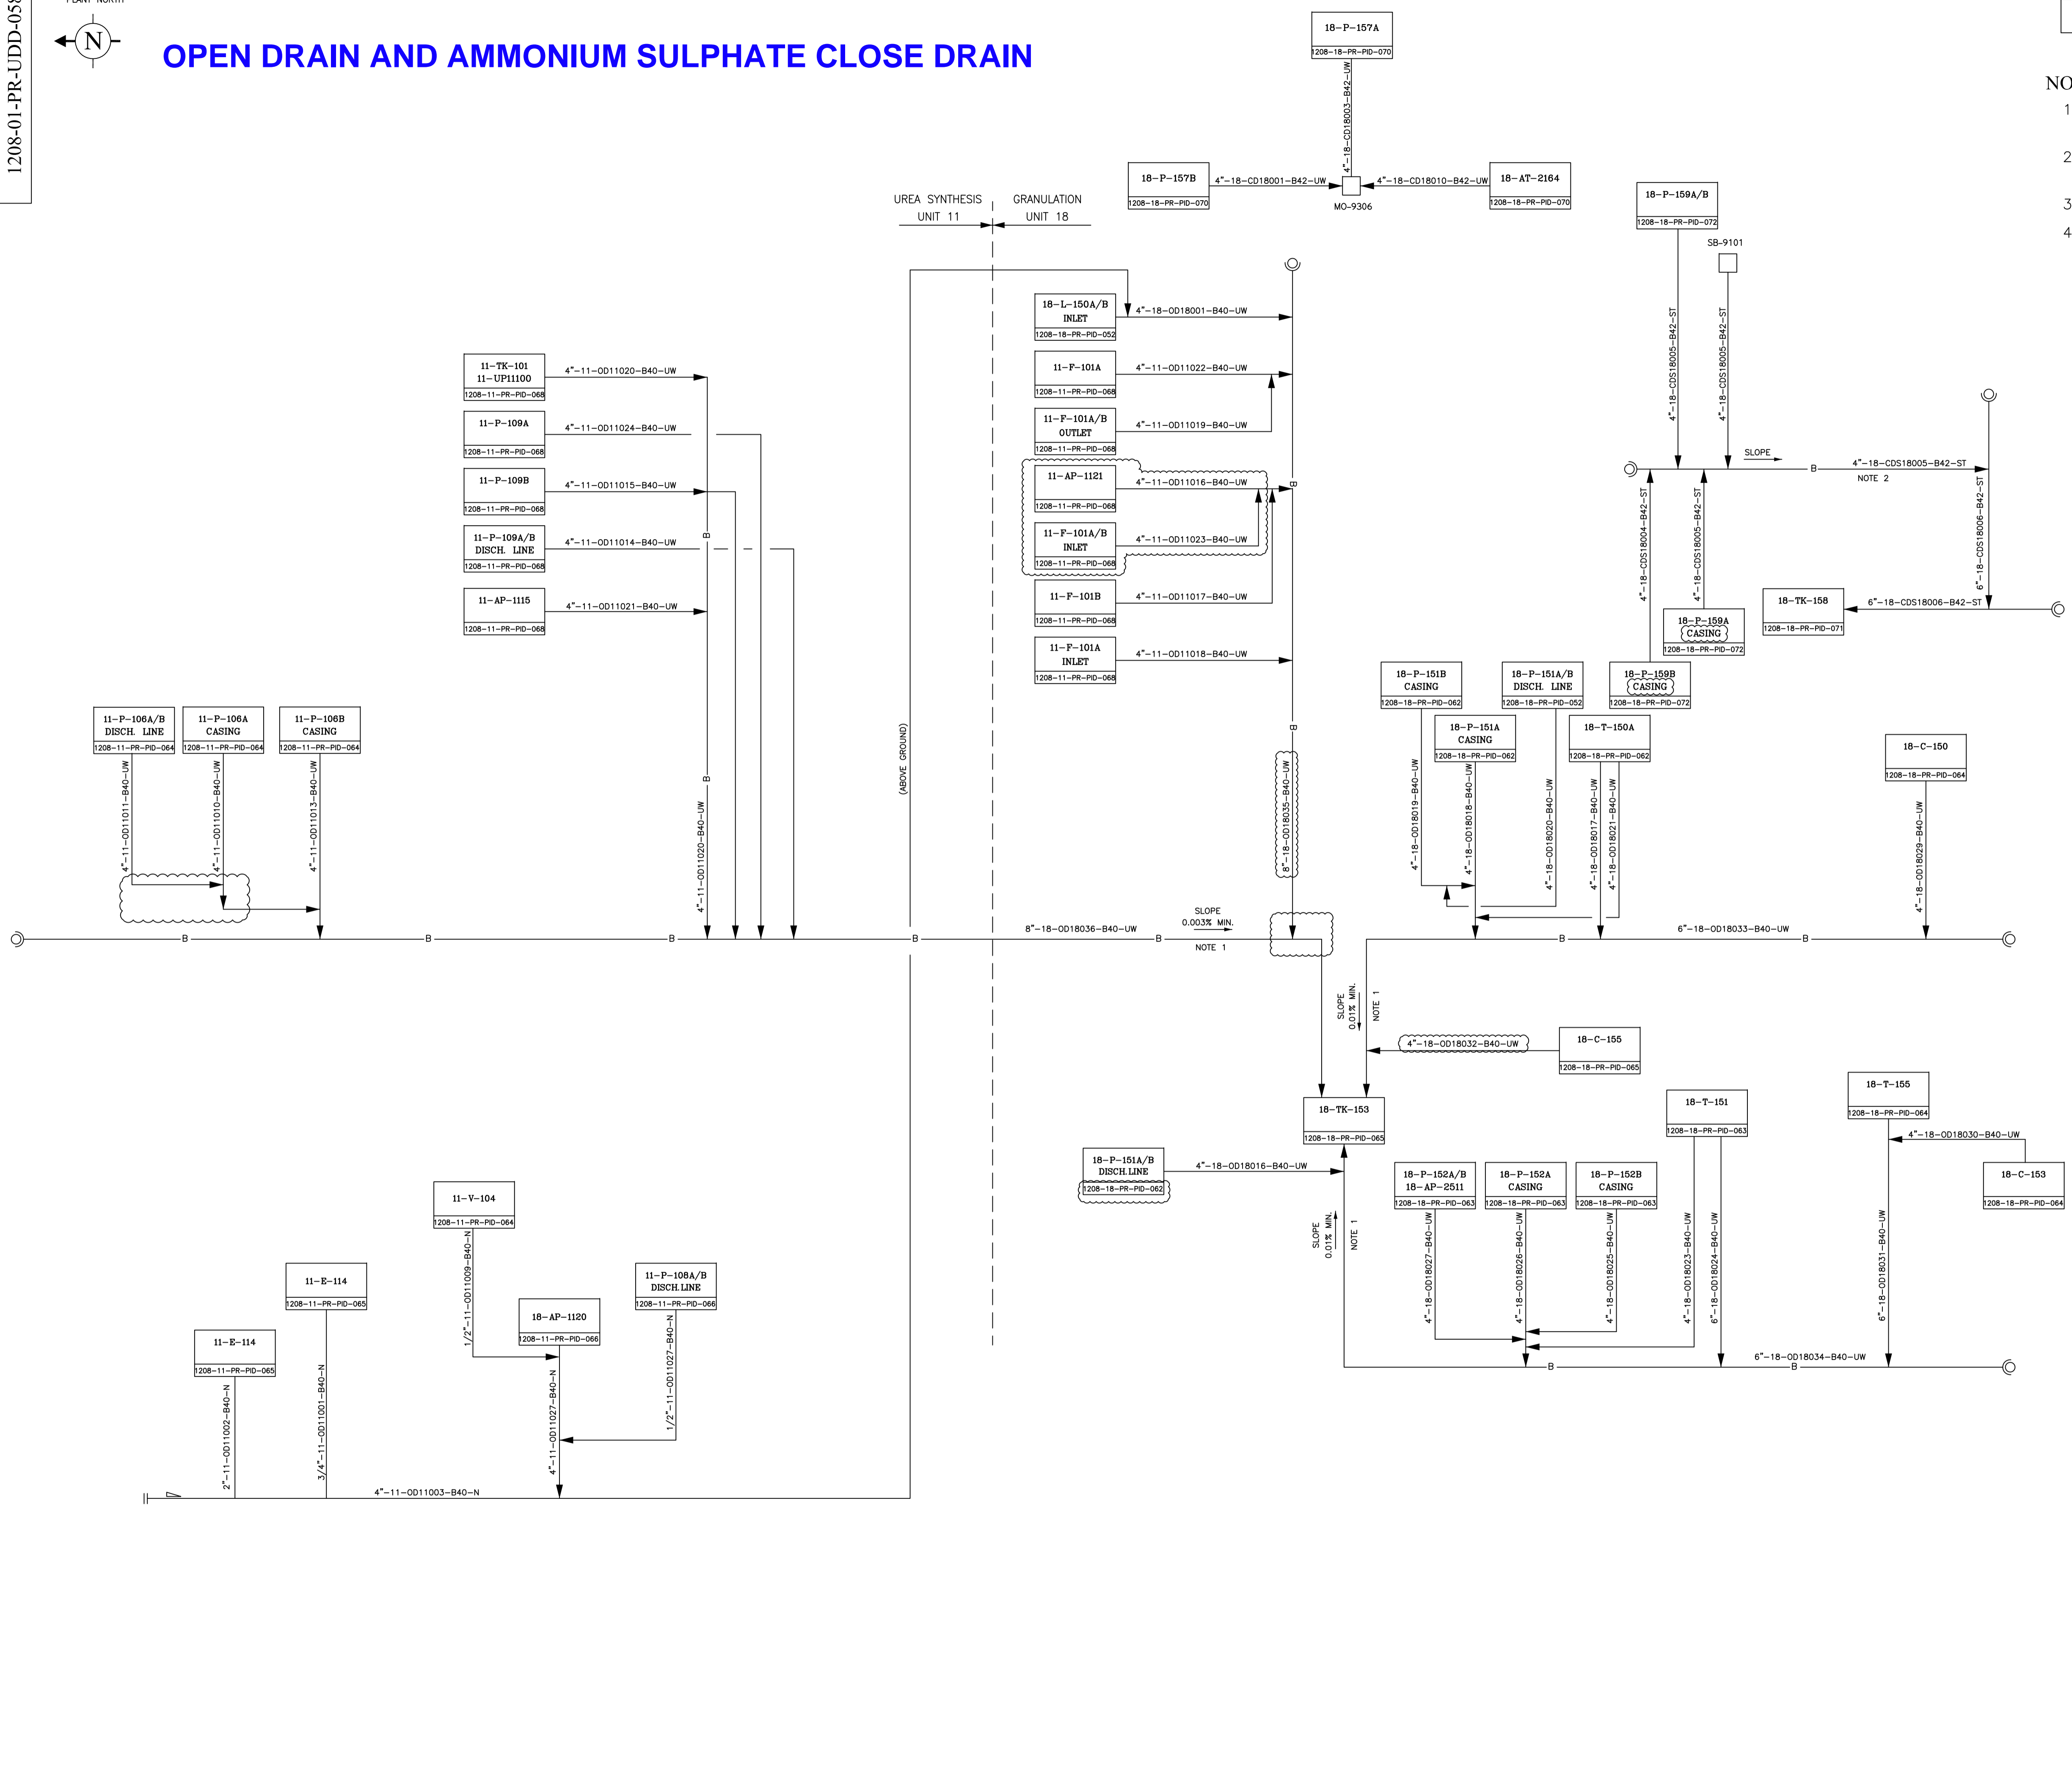 1208-01-PR-UDD-058
PLANT NORTH
N
OPEN DRAIN AND AMMONIUM SULPHATE CLOSE DRAIN
NO
1
2
3
4
18-P-157A
1208-18-PR-PID-070
4"-18-CD18003-B42-UW
18-P-157B
1208-18-PR-PID-070
4"-18-CD18001-B42-UW
MO-9306
4"-18-CD18010-B42-UW
18-AT-2164
1208-18-PR-PID-070
UREA SYNTHESIS
UNIT 11
GRANULATION
UNIT 18
18-P-159A/B
1208-18-PR-PID-072
SB-9101
4"-18-CDS18005-B42-ST
4"-18-CDS18005-B42-ST
SLOPE
B
4"-18-CDS18005-B42-ST
NOTE 2
4"-18-CDS18004-B42-ST
4"-18-CDS18005-B42-ST
6"-18-CDS18006-B42-ST
18-P-159A
CASING
1208-18-PR-PID-072
18-TK-158
1208-18-PR-PID-071
6"-18-CDS18006-B42-ST
18-P-159B
CASING
1208-18-PR-PID-072
18-L-150A/B
INLET
1208-18-PR-PID-052
4"-18-OD18001-B40-UW
11-F-101A
1208-11-PR-PID-068
4"-11-OD11022-B40-UW
11-F-101A/B
OUTLET
1208-11-PR-PID-068
4"-11-OD11019-B40-UW
11-AP-1121
1208-11-PR-PID-068
4"-11-OD11016-B40-UW
B
11-F-101A/B
INLET
1208-11-PR-PID-068
4"-11-OD11023-B40-UW
11-F-101B
1208-11-PR-PID-068
4"-11-OD11017-B40-UW
11-F-101A
INLET
1208-11-PR-PID-068
4"-11-OD11018-B40-UW
B
8"-18-OD18035-B40-UW
11-TK-101
11-UP11100
1208-11-PR-PID-068
4"-11-OD11020-B40-UW
11-P-109A
1208-11-PR-PID-068
4"-11-OD11024-B40-UW
11-P-109B
1208-11-PR-PID-068
4"-11-OD11015-B40-UW
11-P-109A/B
DISCH. LINE
1208-11-PR-PID-068
4"-11-OD11014-B40-UW
B
11-AP-1115
1208-11-PR-PID-068
4"-11-OD11021-B40-UW
B
4"-11-OD11020-B40-UW
(ABOVE GROUND)
11-P-106A/B
DISCH. LINE
1208-11-PR-PID-064
4"-11-OD11011-B40-UW
11-P-106A
CASING
1208-11-PR-PID-064
4"-11-OD11010-B40-UW
11-P-106B
CASING
1208-11-PR-PID-064
4"-11-OD11013-B40-UW
18-P-151B
CASING
1208-18-PR-PID-062
4"-18-OD18019-B40-UW
18-P-151A
CASING
1208-18-PR-PID-062
4"-18-OD18018-B40-UW
18-P-151A/B
DISCH. LINE
1208-18-PR-PID-052
4"-18-OD18020-B40-UW
18-T-150A
1208-18-PR-PID-062
4"-18-OD18017-B40-UW
4"-18-OD18021-B40-UW
18-C-150
1208-18-PR-PID-064
4"-18-OD18029-B40-UW
B
B
B
B
8"-18-OD18036-B40-UW
B
SLOPE
0.003% MIN.
NOTE 1
B
6"-18-OD18033-B40-UW
B
SLOPE
0.01% MIN.
NOTE 1
4"-18-OD18032-B40-UW
18-C-155
1208-18-PR-PID-065
18-TK-153
1208-18-PR-PID-065
18-P-151A/B
DISCH.LINE
1208-18-PR-PID-062
4"-18-OD18016-B40-UW
SLOPE
0.01% MIN.
NOTE 1
18-P-152A/B
18-AP-2511
1208-18-PR-PID-063
4"-18-OD18027-B40-UW
18-P-152A
CASING
1208-18-PR-PID-063
4"-18-OD18026-B40-UW
18-P-152B
CASING
1208-18-PR-PID-063
4"-18-OD18025-B40-UW
18-T-151
1208-18-PR-PID-063
4"-18-OD18023-B40-UW
6"-18-OD18024-B40-UW
18-T-155
1208-18-PR-PID-064
4"-18-OD18030-B40-UW
18-C-153
1208-18-PR-PID-064
6"-18-OD18031-B40-UW
B
6"-18-OD18034-B40-UW
B
11-V-104
1208-11-PR-PID-064
1/2"-11-OD11009-B40-N
11-E-114
1208-11-PR-PID-065
3/4"-11-OD11001-B40-N
11-E-114
1208-11-PR-PID-065
2"-11-OD11002-B40-N
18-AP-1120
1208-11-PR-PID-066
4"-11-OD11027-B40-N
11-P-108A/B
DISCH.LINE
1208-11-PR-PID-066
1/2"-11-OD11027-B40-N
4"-11-OD11003-B40-N